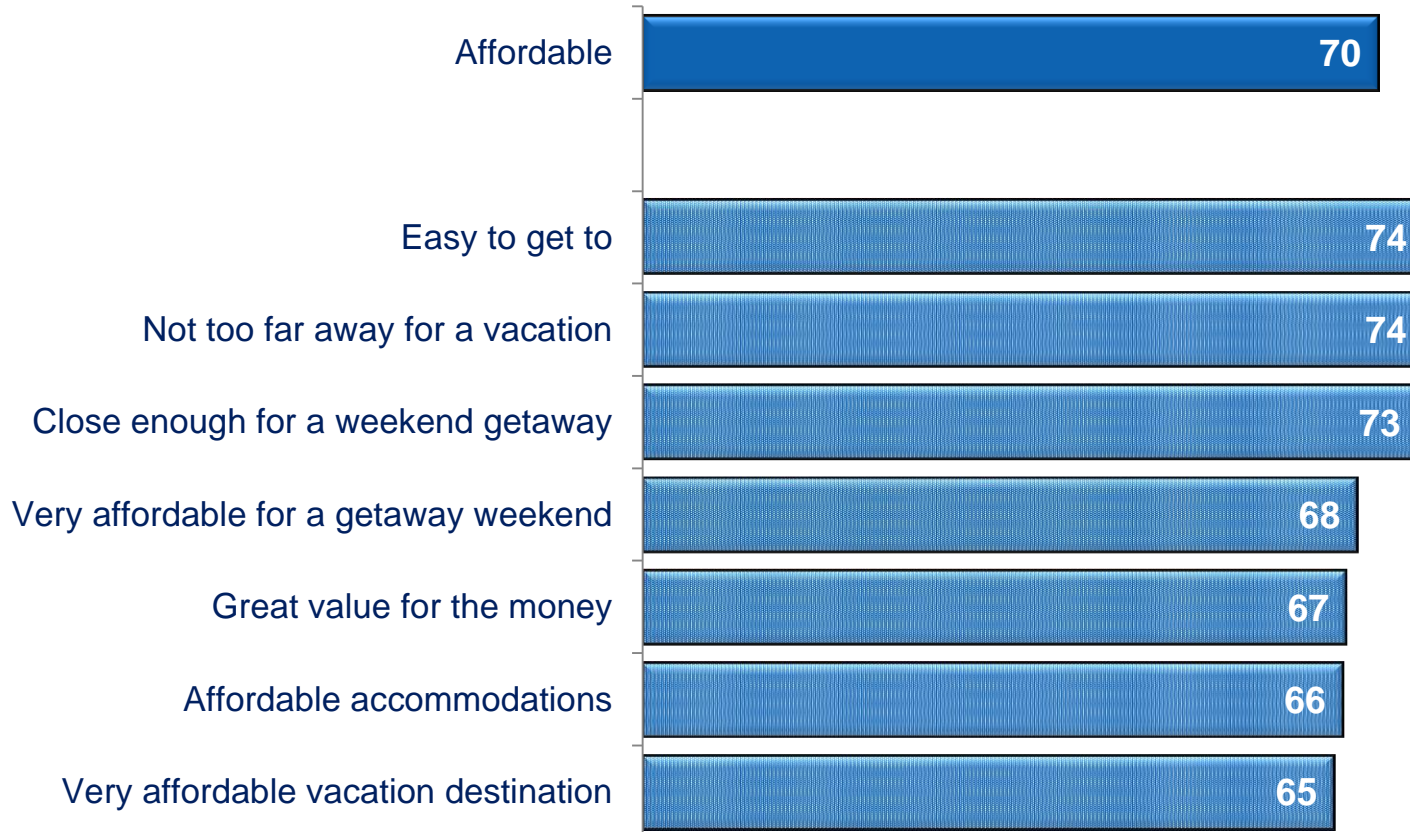 Affordable 70
Easy to get to 74
Not too far away for a vacation 74
Close enough for a weekend getaway 73
Very affordable for a getaway weekend 68
Great value for the money 67
Affordable accommodations 66
Very affordable vacation destination 65